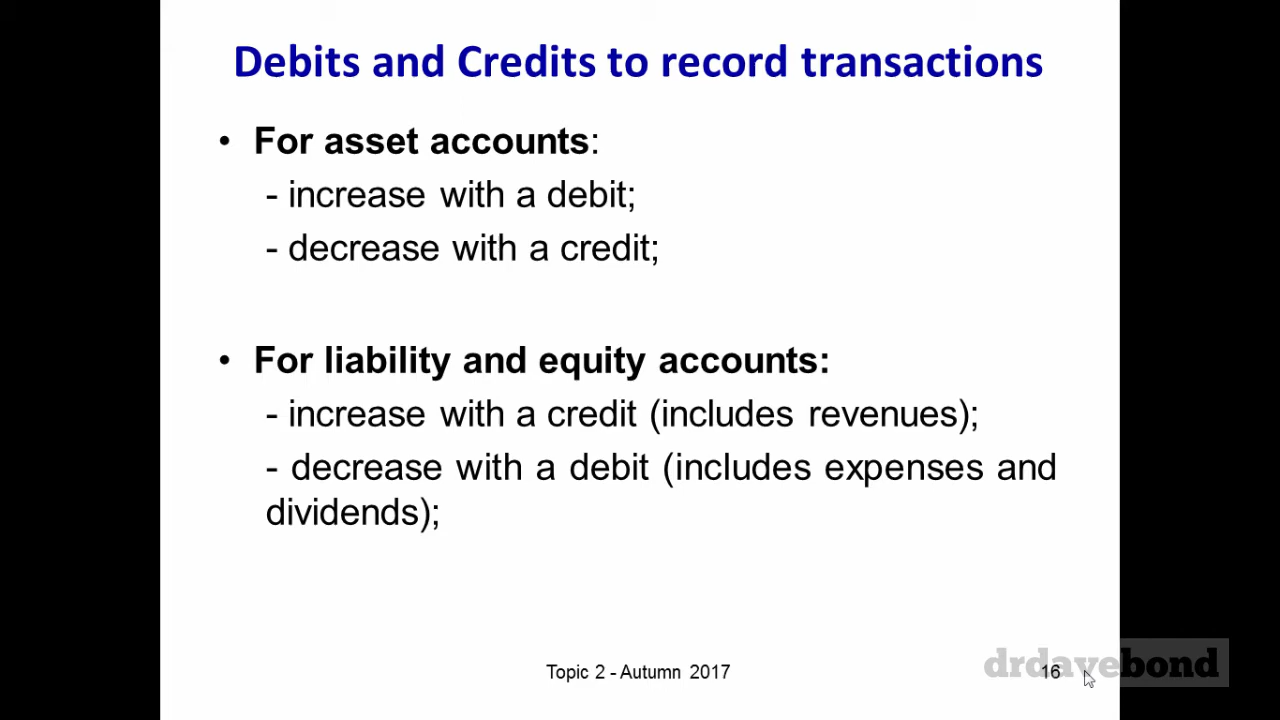 Debits and Credits to record transactions
• For asset accounts:
- increase with a debit;
- decrease with a credit;
• For liability and equity accounts:
- increase with a credit (includes revenues);
- decrease with a debit (includes expenses and
dividends);
Topic 2 - Autumn 2017
16
drdavebond